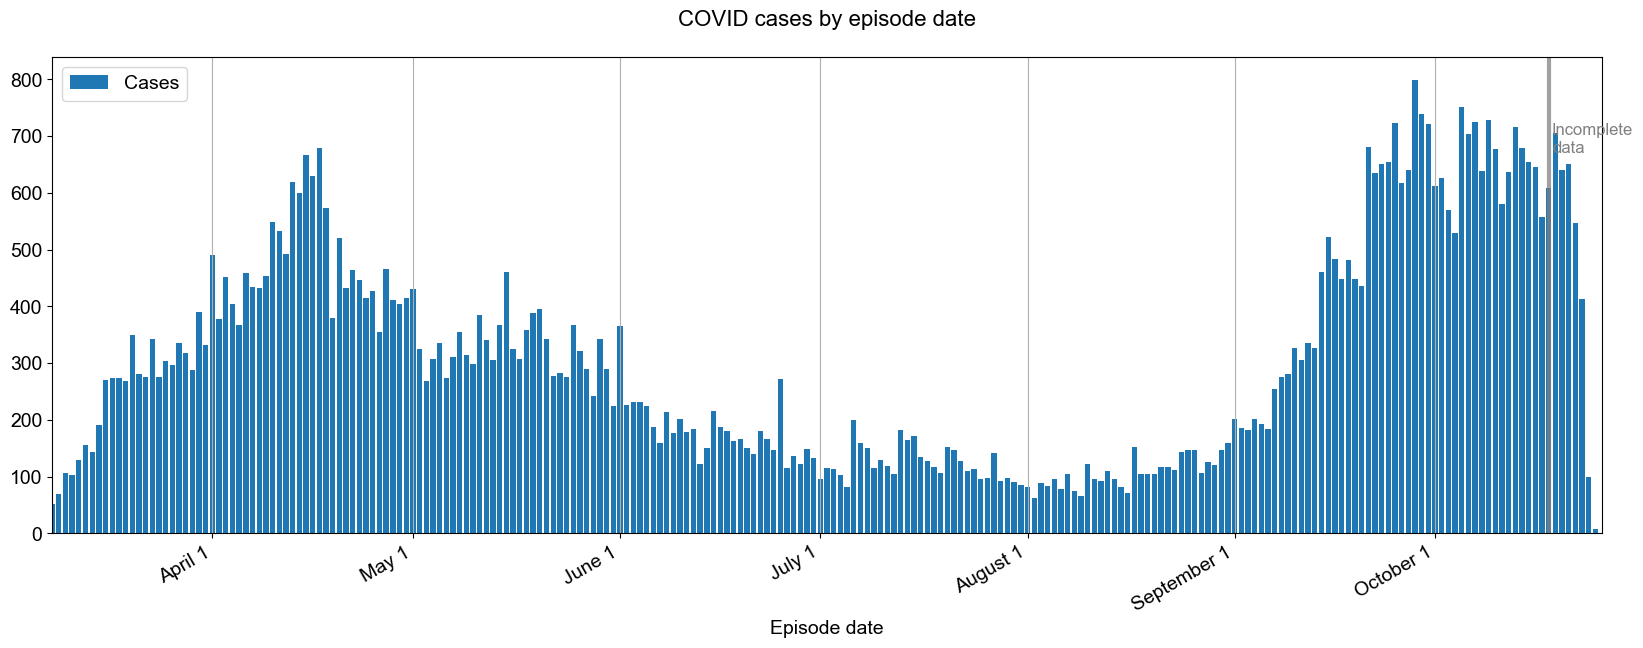 COVID cases by episode date
Cases
800
700
600
500
400
300
200
100
0
Incomplete
data
April 1
May 1
June 1
July 1
August 1
September 1
October 1
Episode date